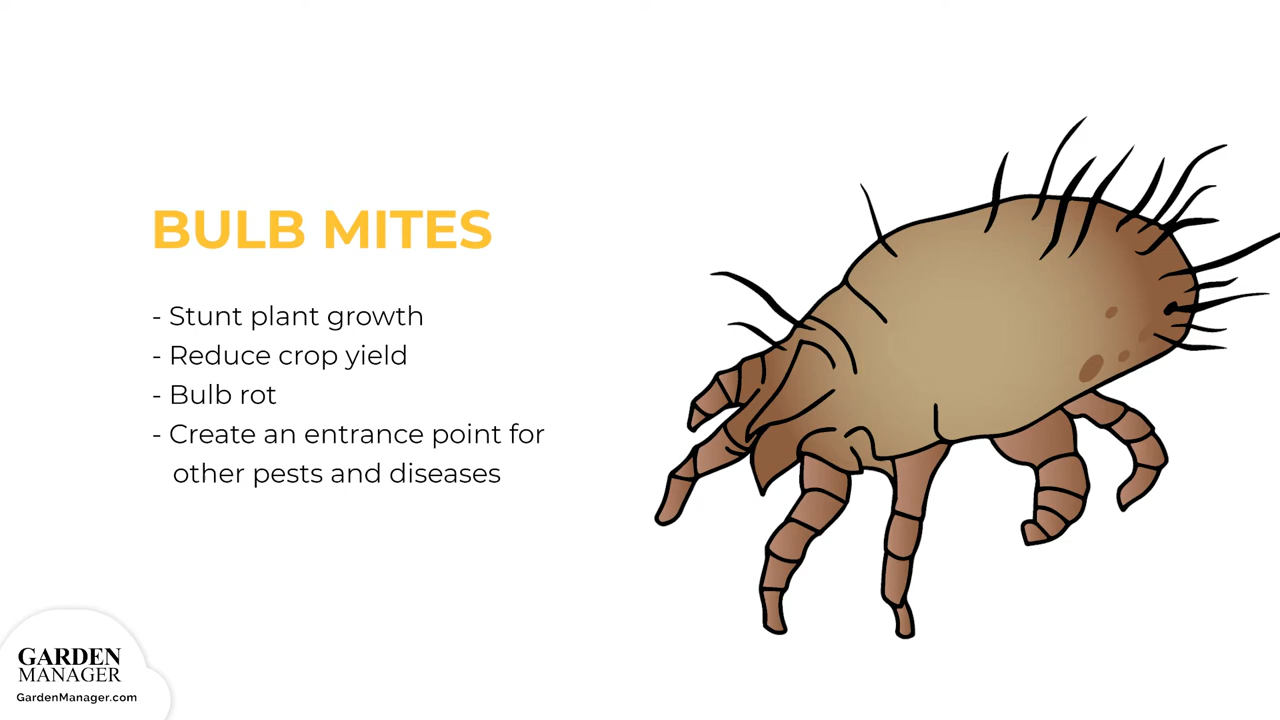 BULB MITES
- Stunt plant growth
- Reduce crop yield
- Bulb rot
- Create an entrance point for
other pests and diseases
GARDEN
MANAGER
GardenManager.com